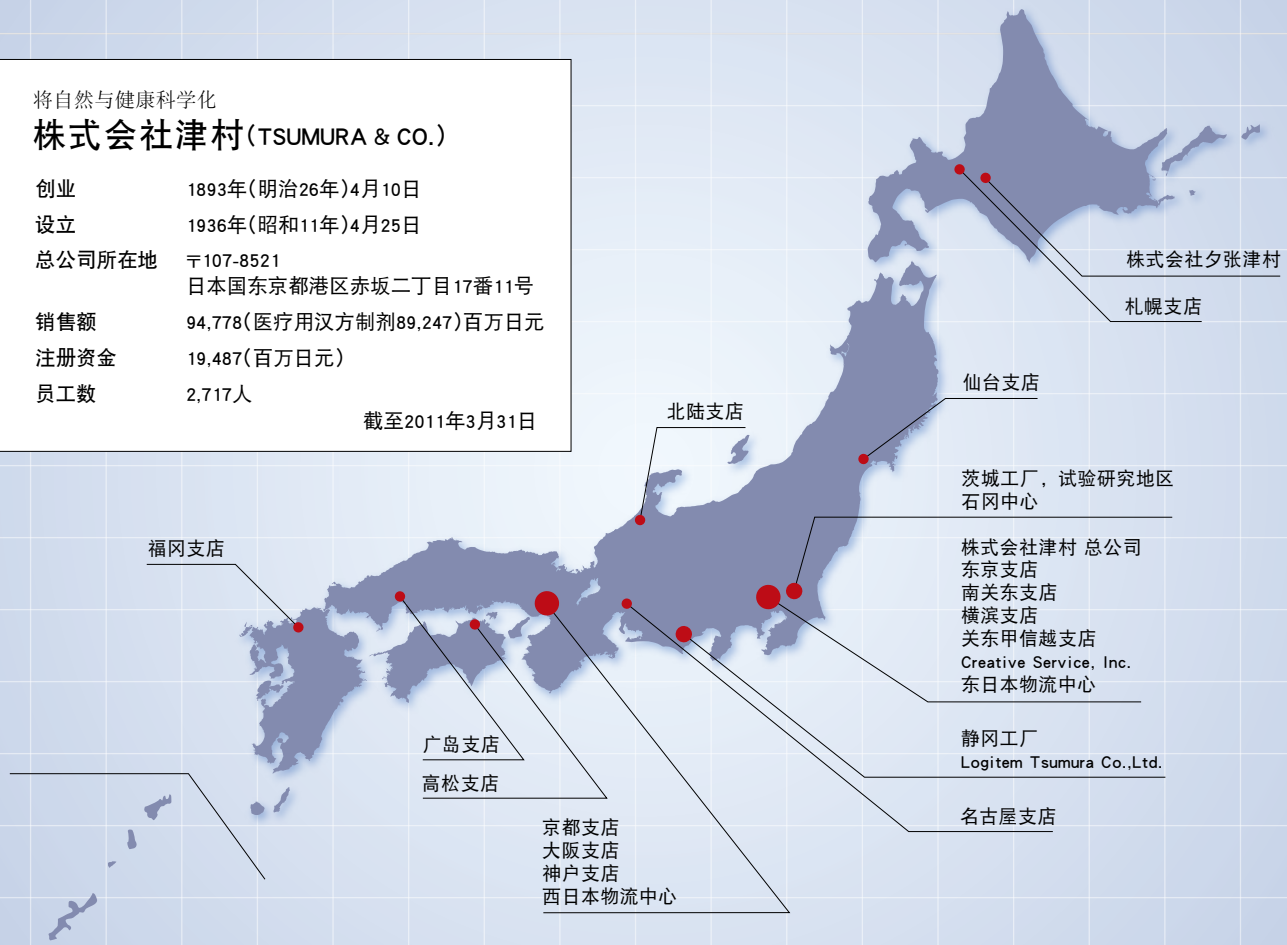 将自然与健康科学化
株式会社津村(TSUMURA & CO.)
创业 1893年(明治26年)4月10日
设立 1936年(昭和11年)4月25日
总公司所在地 〒107-8521
日本国东京都港区赤坂二丁目17番11号
销售额 94,778(医疗用汉方制剂89,247)百万日元
注册资金 19,487(百万日元)
员工数 2,717人
截至2011年3月31日
株式会社夕张津村
札幌支店
仙台支店
北陆支店
茨城工厂，试验研究地区
石冈中心
株式会社津村 总公司
东京支店
南关东支店
横滨支店
关东甲信越支店
Creative Service, Inc.
东日本物流中心
福冈支店
静冈工厂
Logitem Tsumura Co.,Ltd.
广岛支店
高松支店
名古屋支店
京都支店
大阪支店
神户支店
西日本物流中心